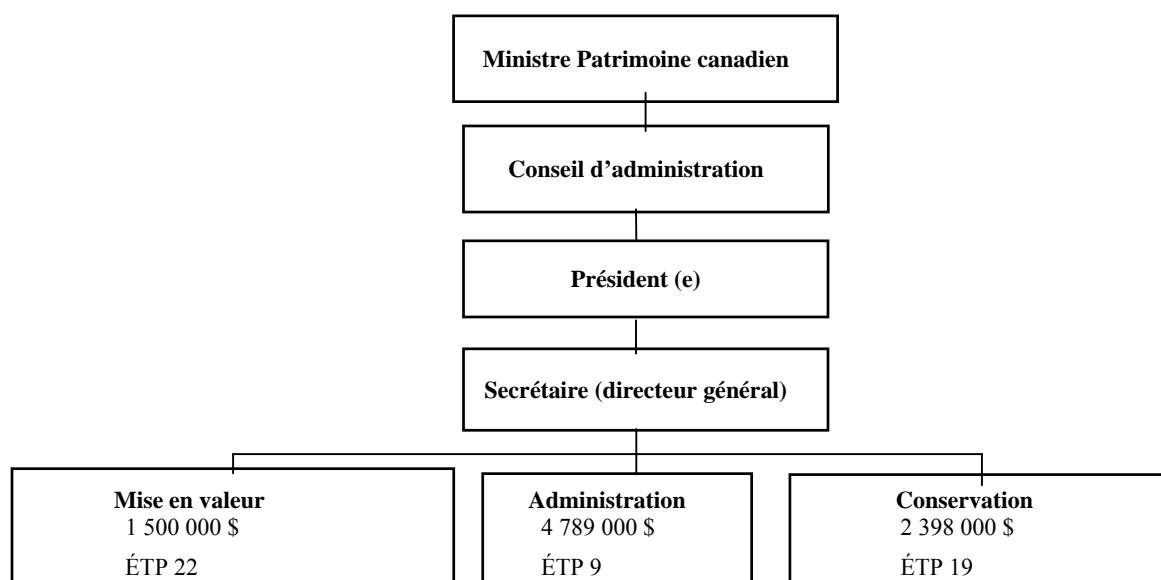 Ministre Patrimoine canadien
Conseil d’administration
Président (e)
Secrétaire (directeur général)
Mise en valeur
1 500 000 $
ÉTP 22
Administration
4 789 000 $
ÉTP 9
Conservation
2 398 000 $
ÉTP 19